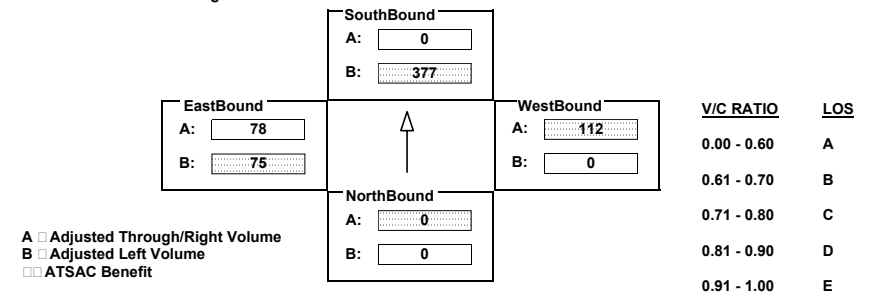 SouthBound
A: 0
B: 377
EastBound
A: 78
B: 75
WestBound
A: 112
B: 0
NorthBound
A: 0
B: 0
A □ Adjusted Through/Right Volume
B □ Adjusted Left Volume
□□ ATSAC Benefit
V/C RATIO LOS
0.00 - 0.60 A
0.61 - 0.70 B
0.71 - 0.80 C
0.81 - 0.90 D
0.91 - 1.00 E